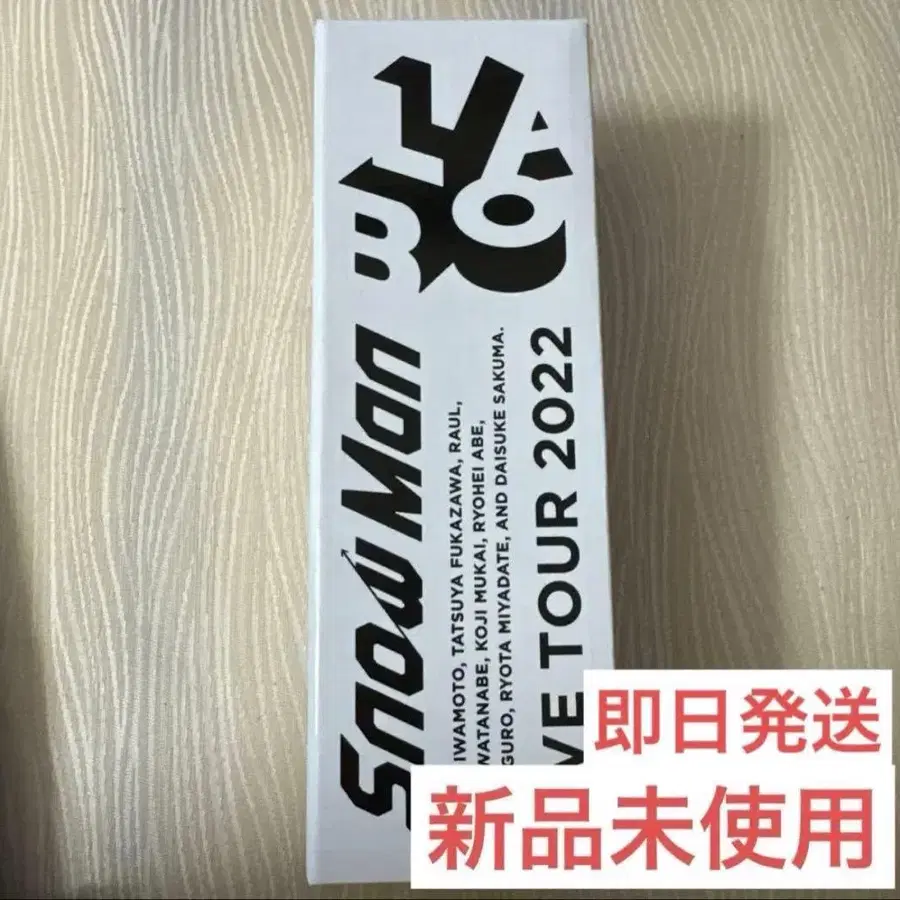 Snow Man
IWAMOTO, TATSUYA FUKAZAWA, RAUL,
WATANABE, KOJI MUKAI, RYOHEI ABE,
GURO, RYOTA MIYADATE, AND DAISUKE SAKUMA.
VE TOUR 2022
即日発送
新品未使用